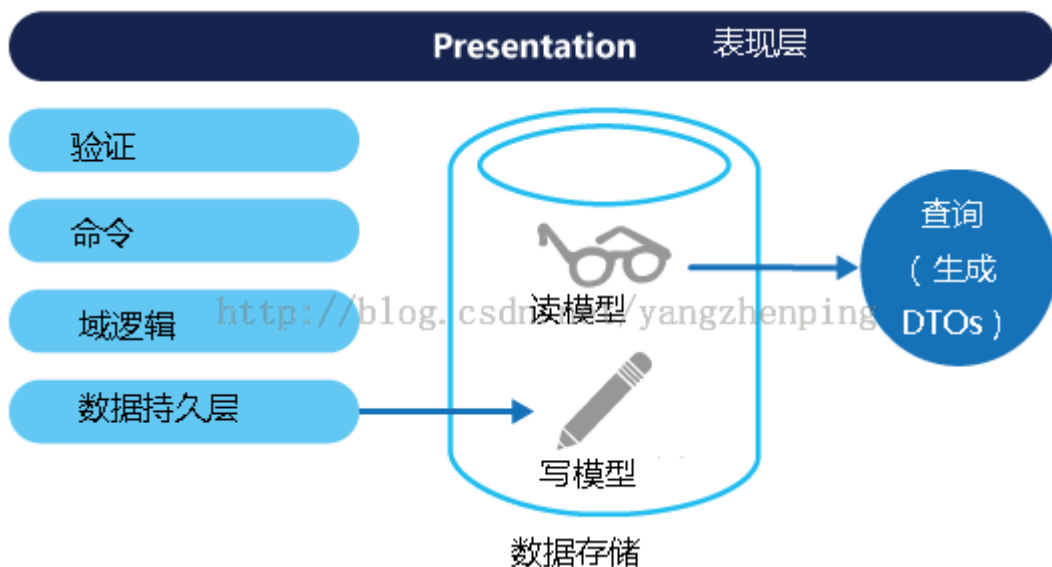 Presentation 表现层
验证
命令
域逻辑
数据持久层
读模型
写模型
数据存储
查询
（生成
DTOs）
http://blog.csdn.net/yangzhenping